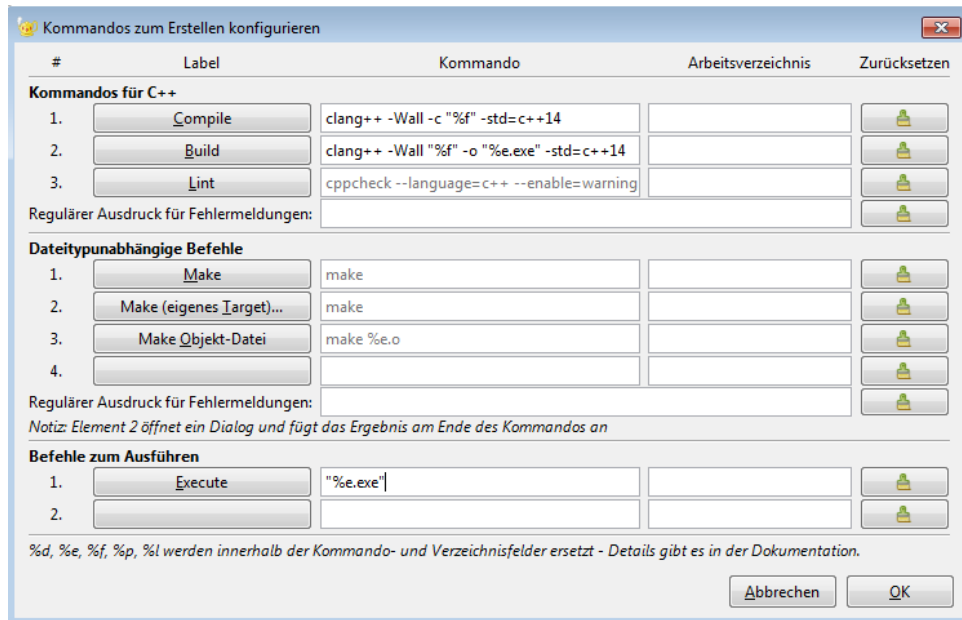 Kommandos zum Erstellen konfigurieren
# Label Kommando Arbeitsverzeichnis Zurücksetzen
Kommandos für C++
1. Compile clang++ -Wall -c "%f" -std=c++14
2. Build clang++ -Wall "%f" -o "%e.exe" -std=c++14
3. Lint cppcheck --language=c++ --enable=warning
Regulärer Ausdruck für Fehlermeldungen:
Dateitypunabhängige Befehle
1. Make make
2. Make (eigenes Target)... make
3. Make Objekt-Datei make %e.o
4.
Regulärer Ausdruck für Fehlermeldungen:
Notiz: Element 2 öffnet ein Dialog und fügt das Ergebnis am Ende des Kommandos an
Befehle zum Ausführen
1. Execute "%e.exe"
2.
%d, %e, %f, %p, %l werden innerhalb der Kommando- und Verzeichnisfelder ersetzt - Details gibt es in der Dokumentation.
Abbrechen OK